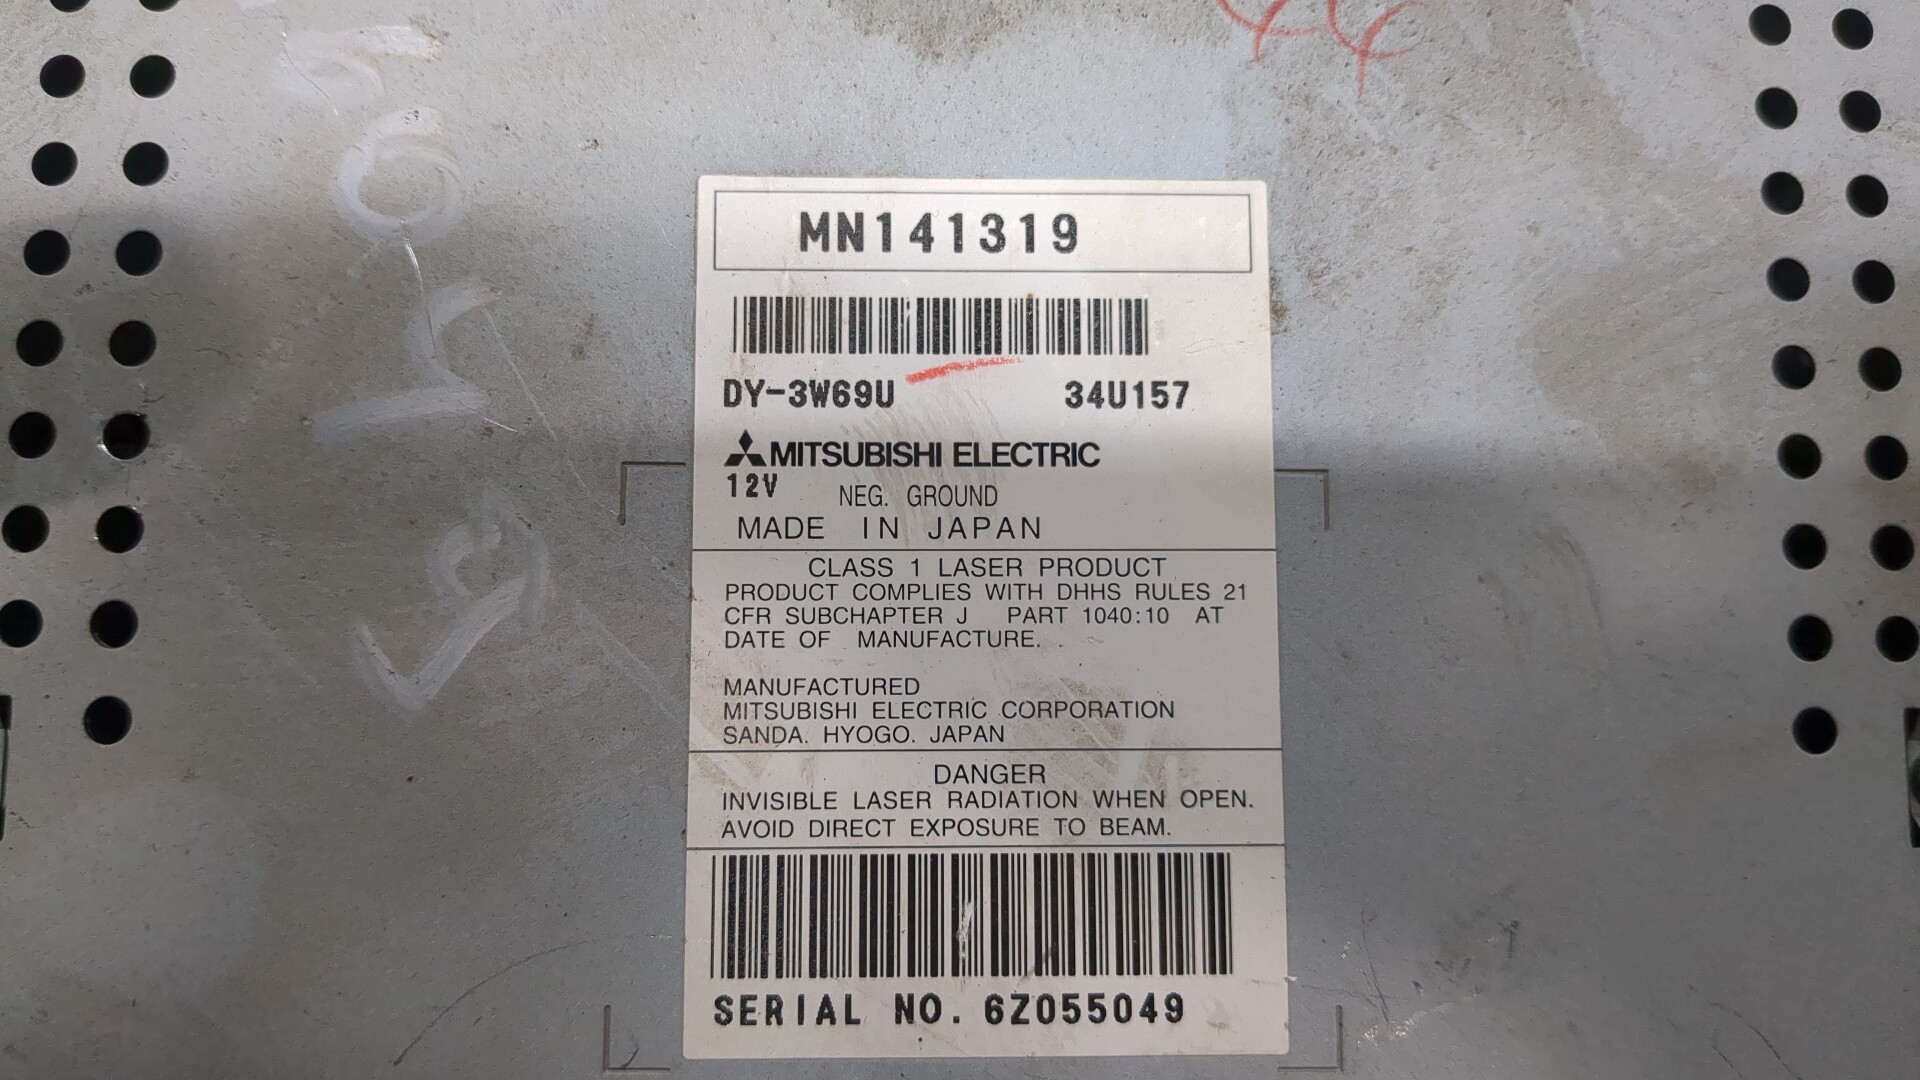 MN141319
DY-3W69U 34U157
MITSUBISHI ELECTRIC
12V NEG. GROUND
MADE IN JAPAN
CLASS 1 LASER PRODUCT
PRODUCT COMPLIES WITH DHHS RULES 21
CFR SUBCHAPTER J PART 1040:10 AT
DATE OF MANUFACTURE.
MANUFACTURED
MITSUBISHI ELECTRIC CORPORATION
SANDA. HYOGO. JAPAN
DANGER
INVISIBLE LASER RADIATION WHEN OPEN.
AVOID DIRECT EXPOSURE TO BEAM.
SERIAL NO. 6Z055049